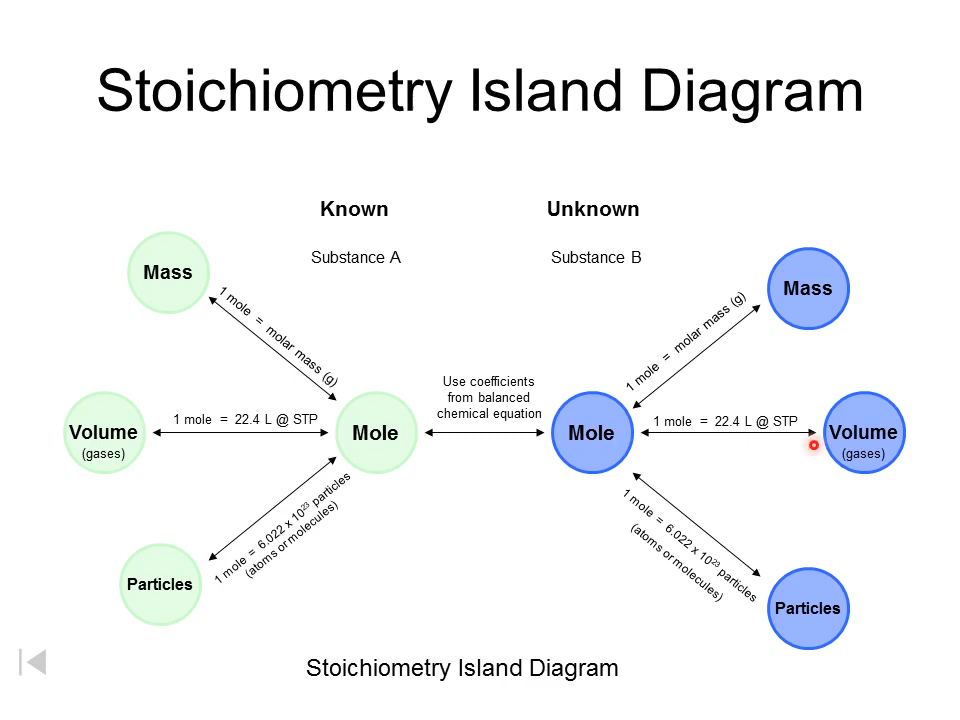 Stoichiometry Island Diagram
Known
Unknown
Substance A
Substance B
Mass
1 mole = molar mass (g)
Volume
(gases)
1 mole = 22.4 L @ STP
Mole
1 mole = 6.022 x 10²³ particles
(atoms or molecules)
Particles
Use coefficients
from balanced
chemical equation
Mole
1 mole = molar mass (g)
Mass
1 mole = 22.4 L @ STP
Volume
(gases)
1 mole = 6.022 x 10²³ particles
(atoms or molecules)
Particles
Stoichiometry Island Diagram